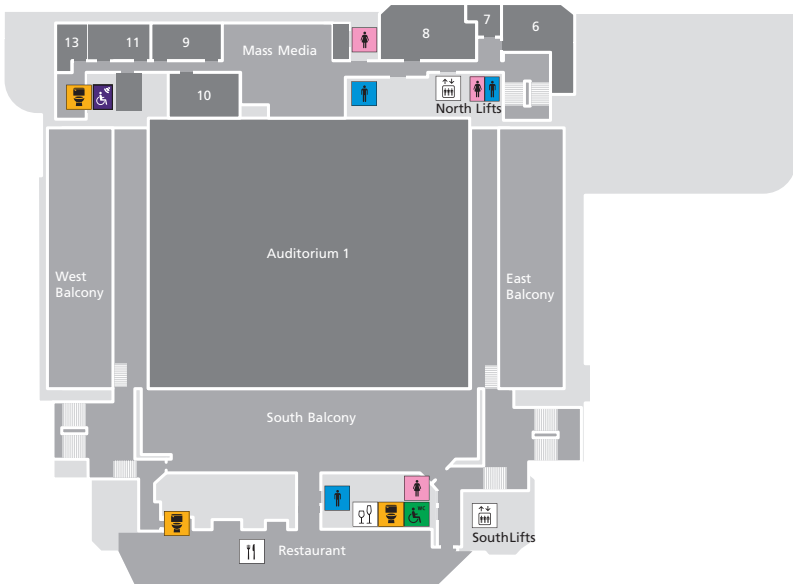 7
6
13
11
9
Mass Media
8
10
North Lifts
Auditorium 1
West
Balcony
East
Balcony
South Balcony
WC
SouthLifts
Restaurant